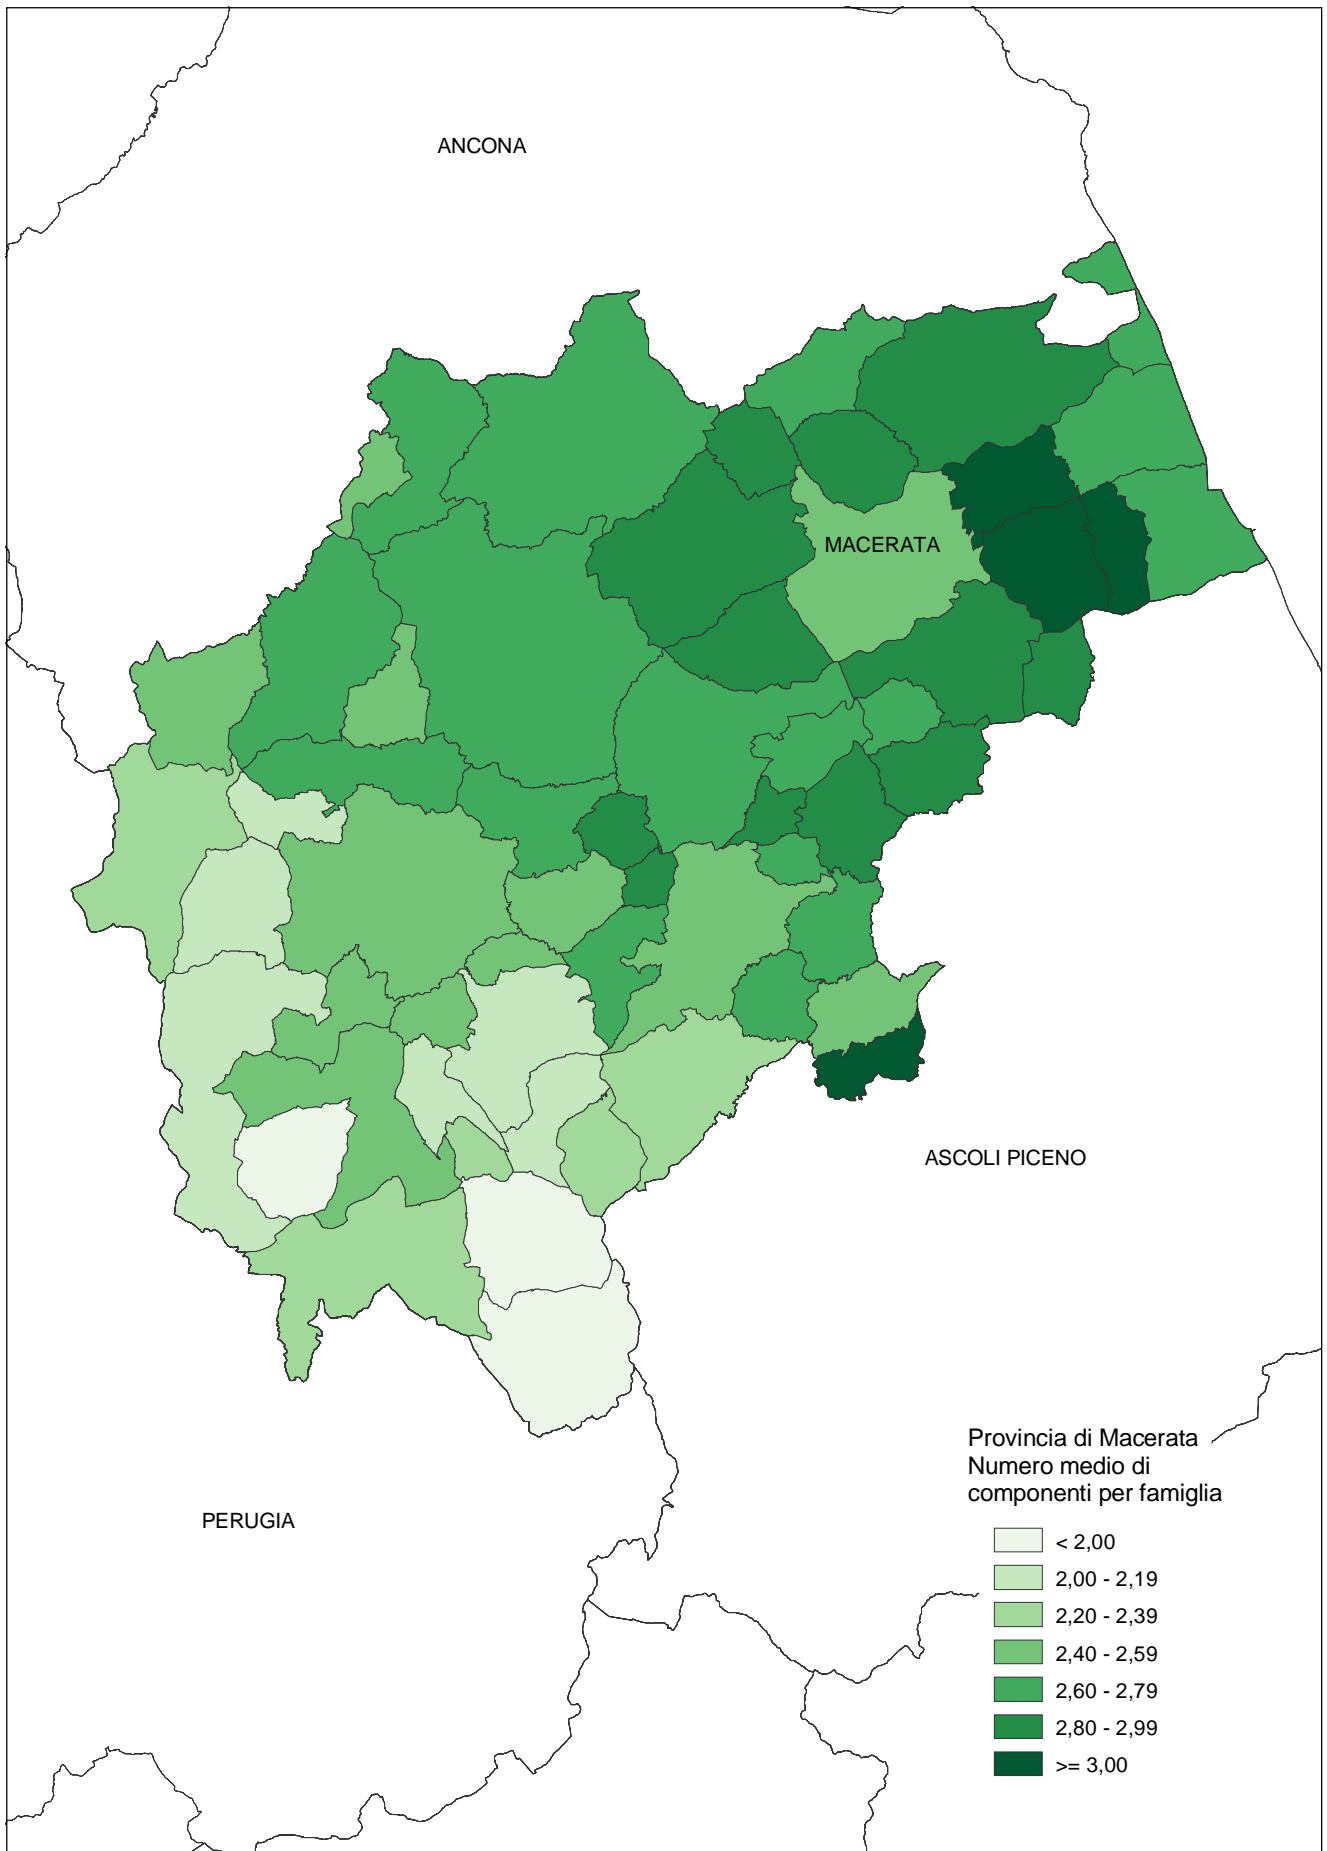 ANCONA
MACERATA
ASCOLI PICENO
PERUGIA
Provincia di Macerata
Numero medio di
componenti per famiglia
< 2,00
2,00 - 2,19
2,20 - 2,39
2,40 - 2,59
2,60 - 2,79
2,80 - 2,99
>= 3,00